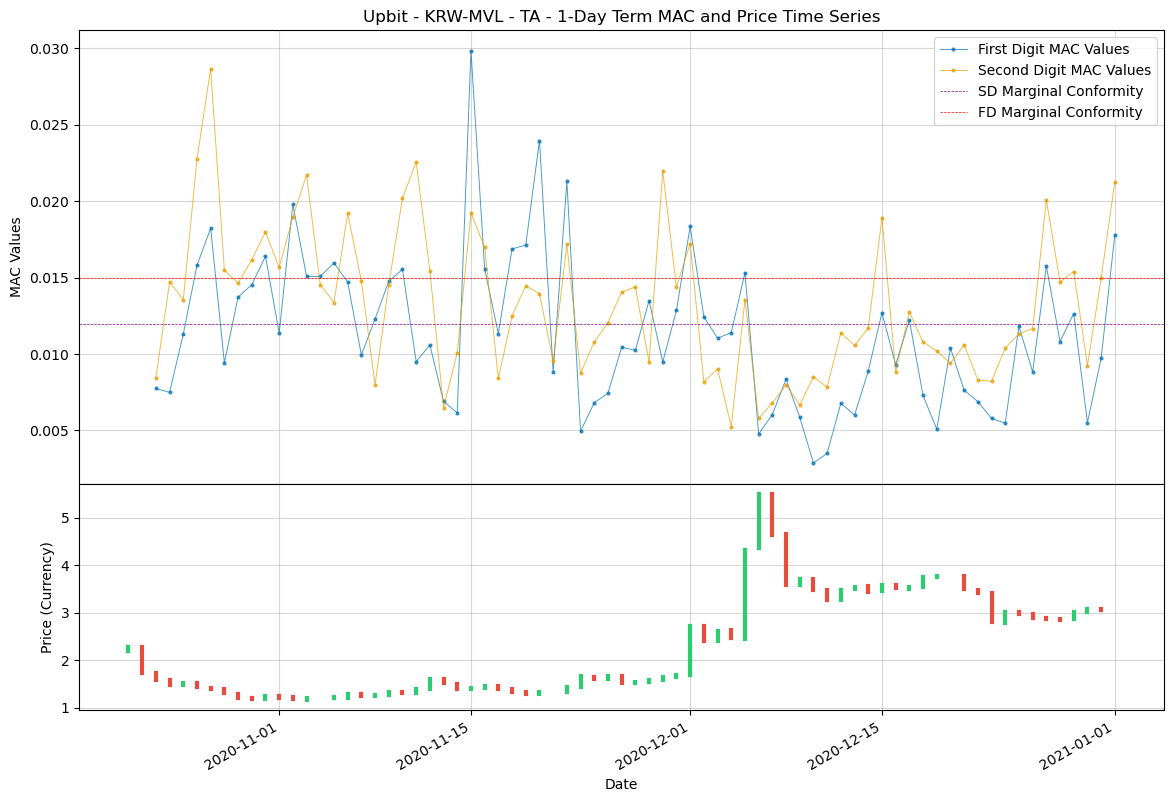 Upbit - KRW-MVL - TA - 1-Day Term MAC and Price Time Series
First Digit MAC Values
Second Digit MAC Values
SD Marginal Conformity
FD Marginal Conformity
MAC Values
0.030
0.025
0.020
0.015
0.010
0.005
Price (Currency)
5
4
3
2
1
2020-11-01
2020-11-15
2020-12-01
2020-12-15
2021-01-01
Date